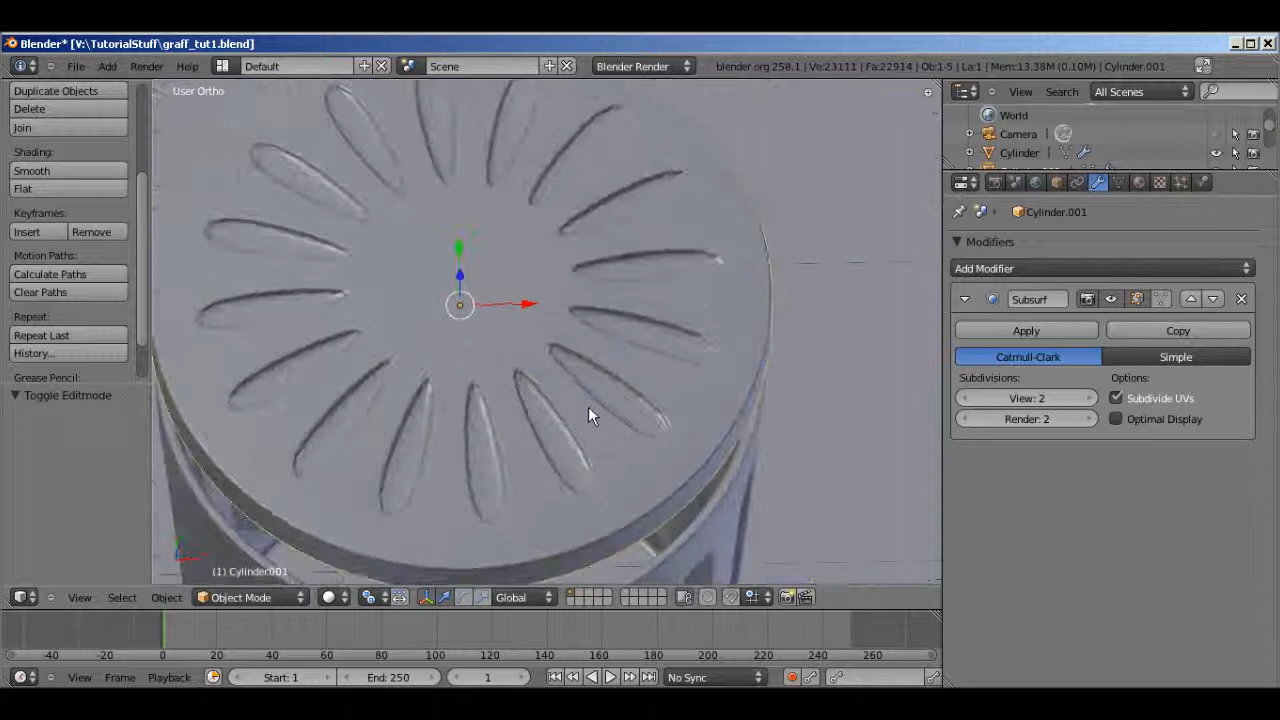 Blender* [V:\TutorialStuff\graff_tut1.blend]
File Add Render Help Default Scene Blender Render blender.org 258.1 | Ve:23111 | Fa:22914 | Ob:1-5 | La:1 | Mem:13.38M (0.10M) | Cylinder.001
Duplicate Objects
Delete
Join
Shading:
Smooth
Flat
Keyframes:
Insert Remove
Motion Paths:
Calculate Paths
Clear Paths
Repeat:
Repeat Last
History...
Grease Pencil:
Toggle Editmode
User Ortho
(1) Cylinder.001
View Select Object Object Mode Global
-40 -20 0 20 40 60 80 100 120 140 160 180 200 220 240 260
View Frame Playback Start: 1 End: 250 1 No Sync
View Search All Scenes
World
Camera
Cylinder
Cylinder.001
Modifiers
Add Modifier
Subsurf
Apply Copy
Catmull-Clark Simple
Subdivisions: Options:
View: 2 Subdivide UVs
Render: 2 Optimal Display